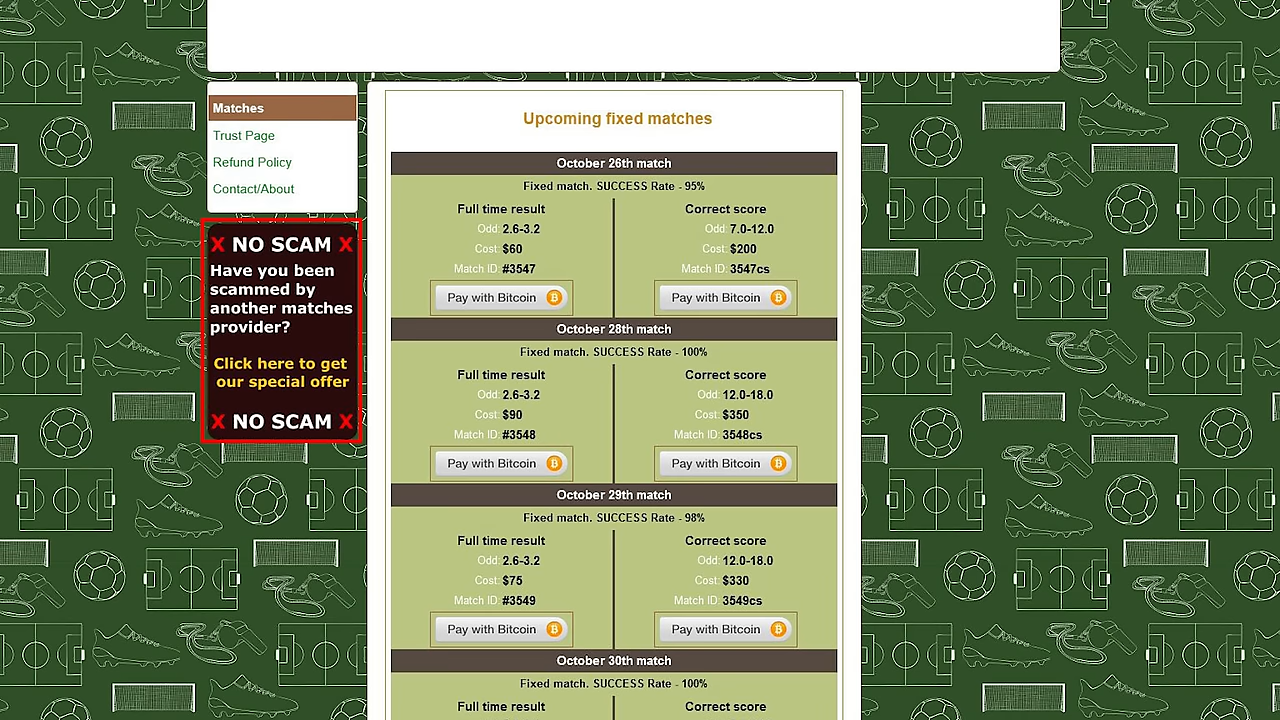 Matches
Trust Page
Refund Policy
Contact/About
X NO SCAM X
Have you been
scammed by
another matches
provider?
Click here to get
our special offer
X NO SCAM X
Upcoming fixed matches
October 26th match
Fixed match. SUCCESS Rate - 95%
Full time result
Odd: 2.6-3.2
Cost: $60
Match ID: #3547
Pay with Bitcoin
Correct score
Odd: 7.0-12.0
Cost: $200
Match ID: 3547cs
Pay with Bitcoin
October 28th match
Fixed match. SUCCESS Rate - 100%
Full time result
Odd: 2.6-3.2
Cost: $90
Match ID: #3548
Pay with Bitcoin
Correct score
Odd: 12.0-18.0
Cost: $350
Match ID: 3548cs
Pay with Bitcoin
October 29th match
Fixed match. SUCCESS Rate - 98%
Full time result
Odd: 2.6-3.2
Cost: $75
Match ID: #3549
Pay with Bitcoin
Correct score
Odd: 12.0-18.0
Cost: $330
Match ID: 3549cs
Pay with Bitcoin
October 30th match
Fixed match. SUCCESS Rate - 100%
Full time result
Correct score